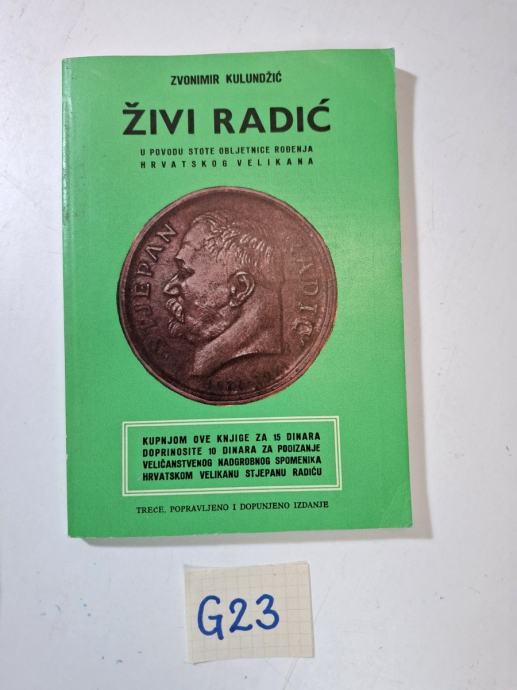 ZVONIMIR KULUNDŽIĆ
ŽIVI RADIĆ
U POVODU STOTE OBLJETNICE ROĐENJA
HRVATSKOG VELIKANA
STJEPAN RADIĆ
KUPNJOM OVE KNJIGE ZA 15 DINARA
DOPRINOSITE 10 DINARA ZA PODIZANJE
VELIČANSTVENOG NADGROBNOG SPOMENIKA
HRVATSKOM VELIKANU STJEPANU RADIĆU
TREĆE, POPRAVLJENO I DOPUNJENO IZDANJE
G23